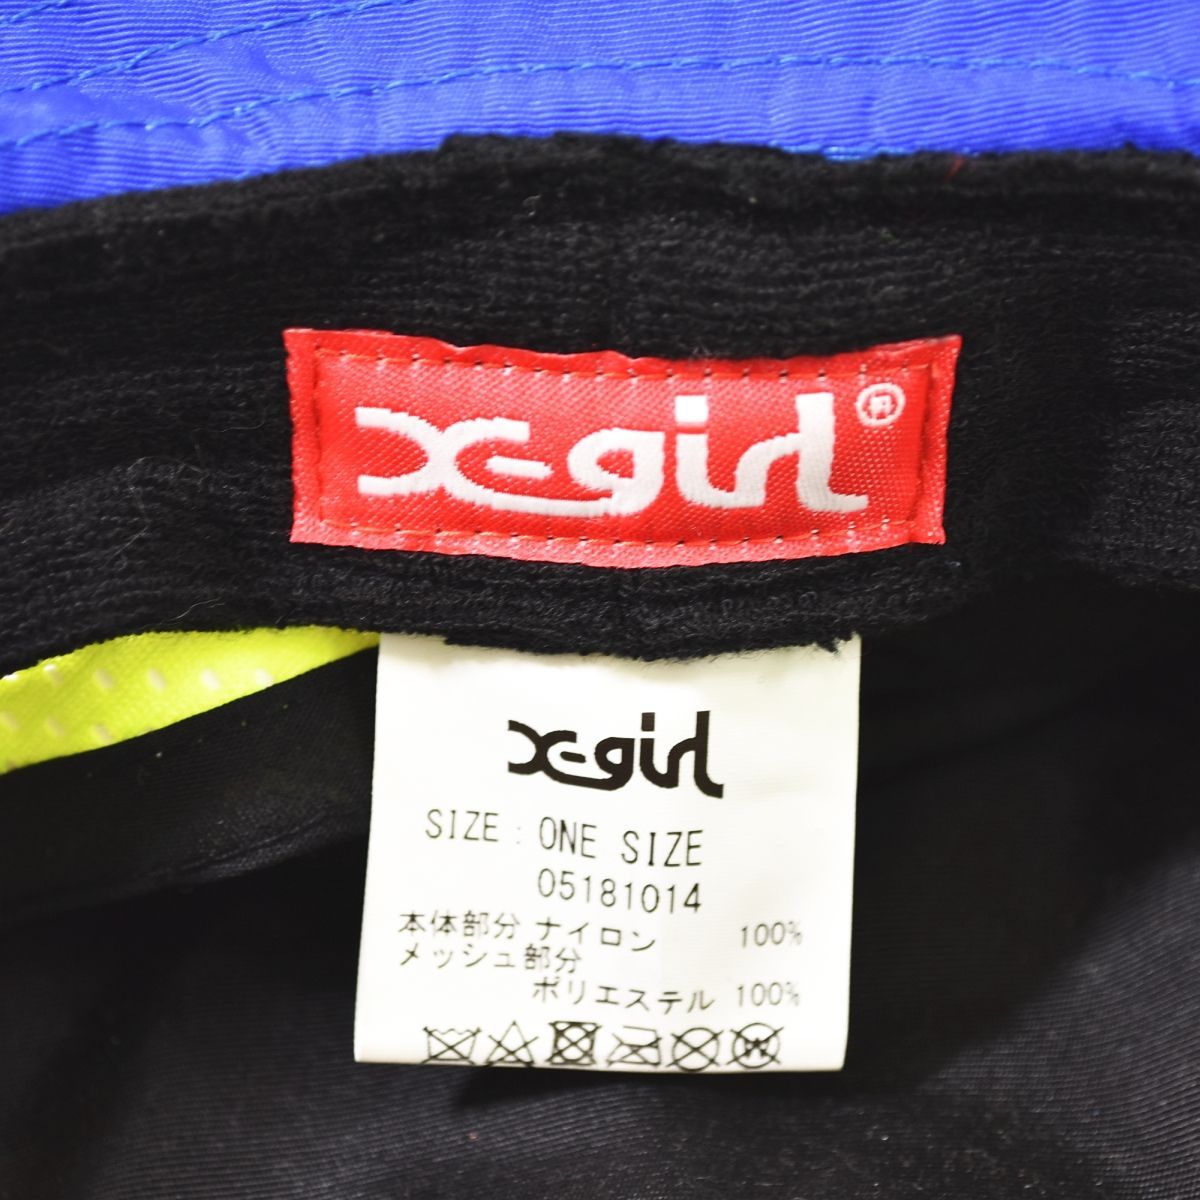 X-girl®
X-girl
SIZE : ONE SIZE
05181014
本体部分 ナイロン 100%
メッシュ部分
ポリエステル 100%
W